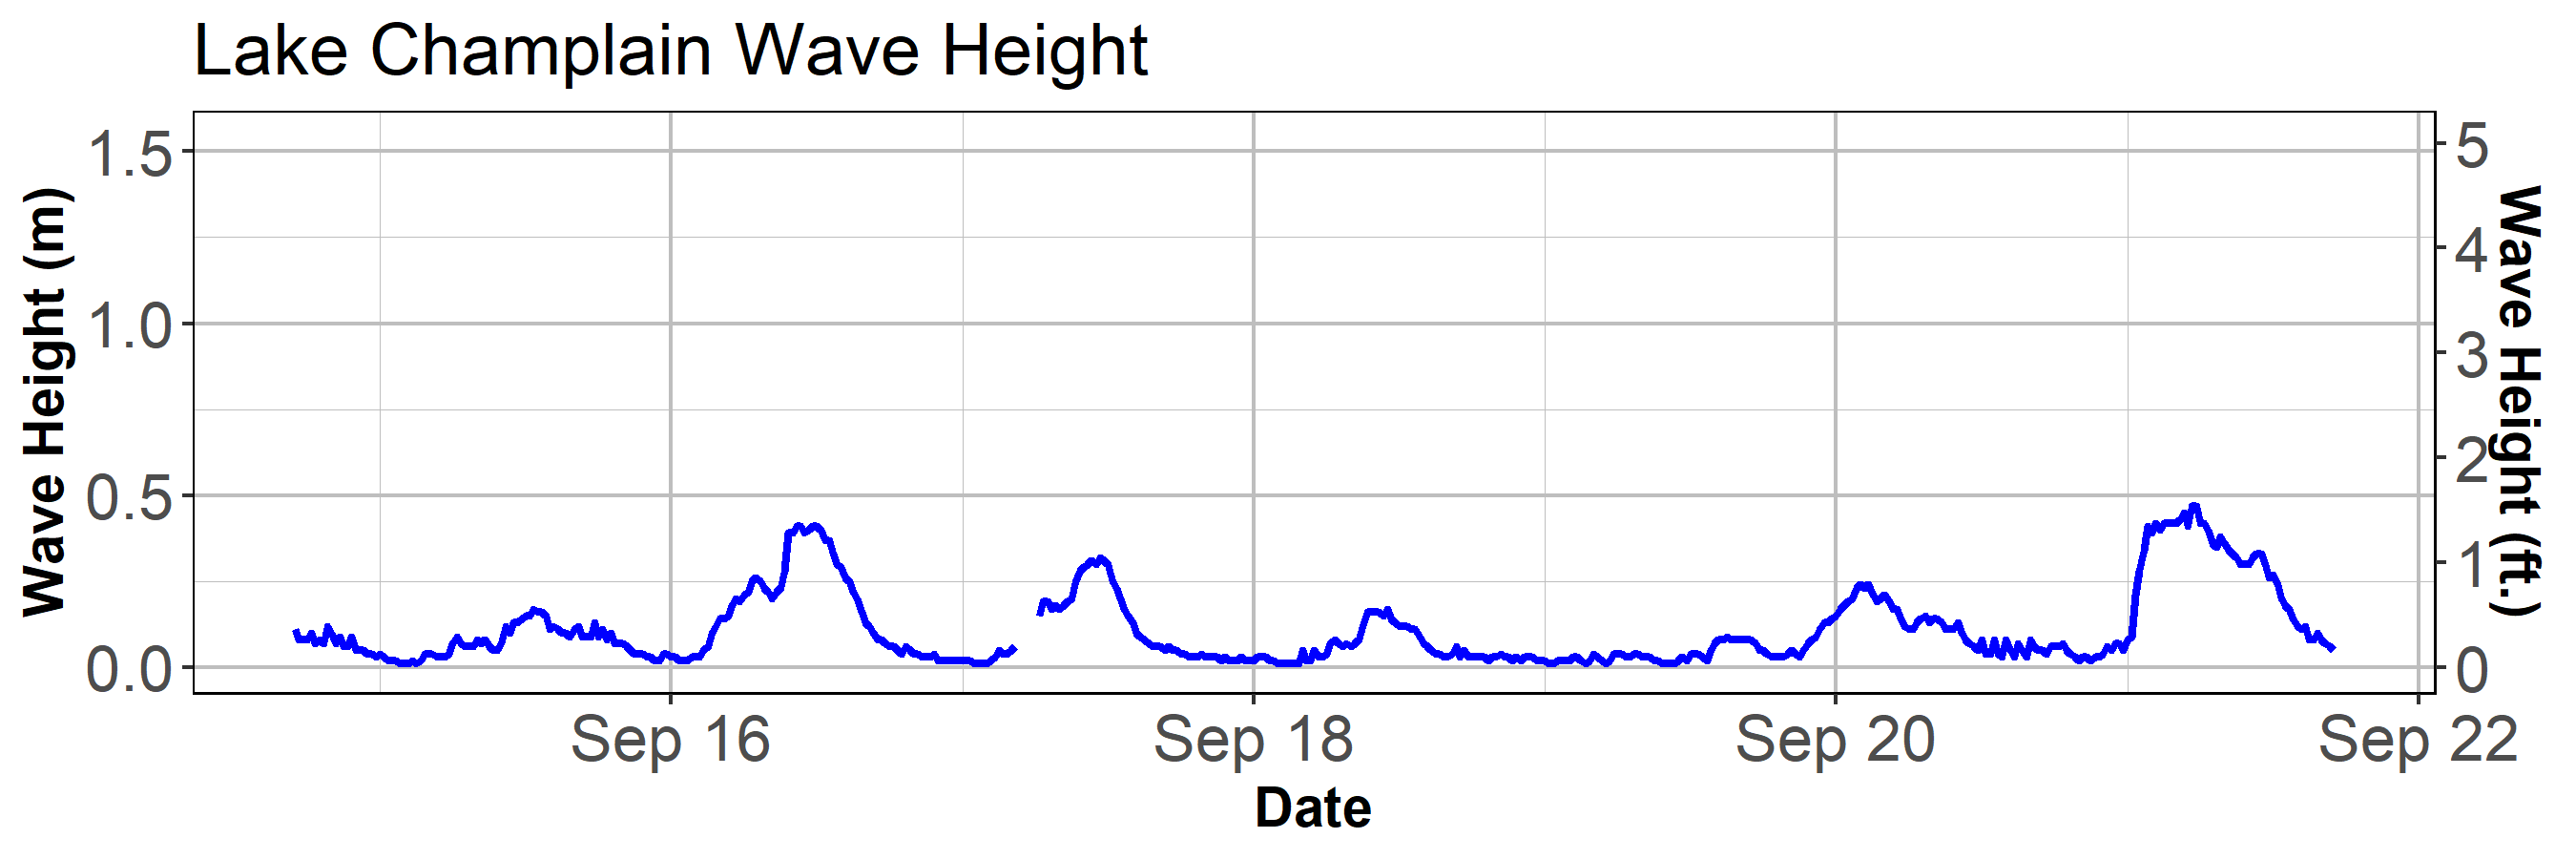 Lake Champlain Wave Height
Wave Height (m)
1.5
1.0
0.5
0.0
5
4
3
2
1
0
Wave Height (ft.)
Sep 16 Sep 18 Sep 20 Sep 22
Date